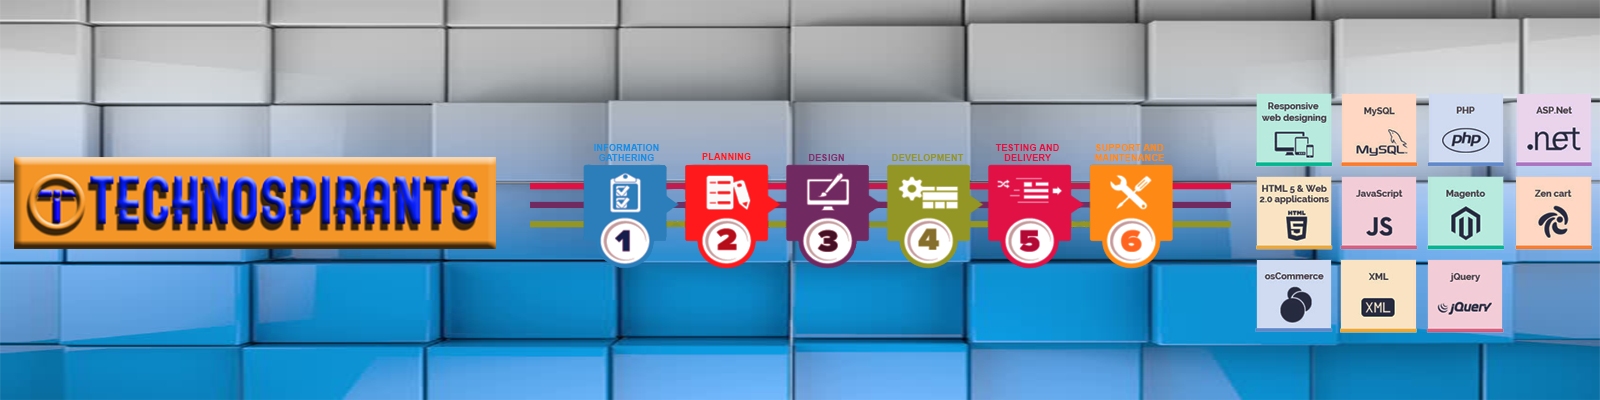 TECHNOSPIRANTS
INFORMATION
GATHERING
1
PLANNING
2
DESIGN
3
DEVELOPMENT
4
TESTING AND
DELIVERY
5
SUPPORT AND
MAINTENANCE
6
Responsive
web designing
MySQL
MySQL
PHP
php
ASP.Net
.net
HTML 5 & Web
2.0 applications
HTML
5
JavaScript
JS
Magento
Zen cart
osCommerce
XML
XML
jQuery
jQuery